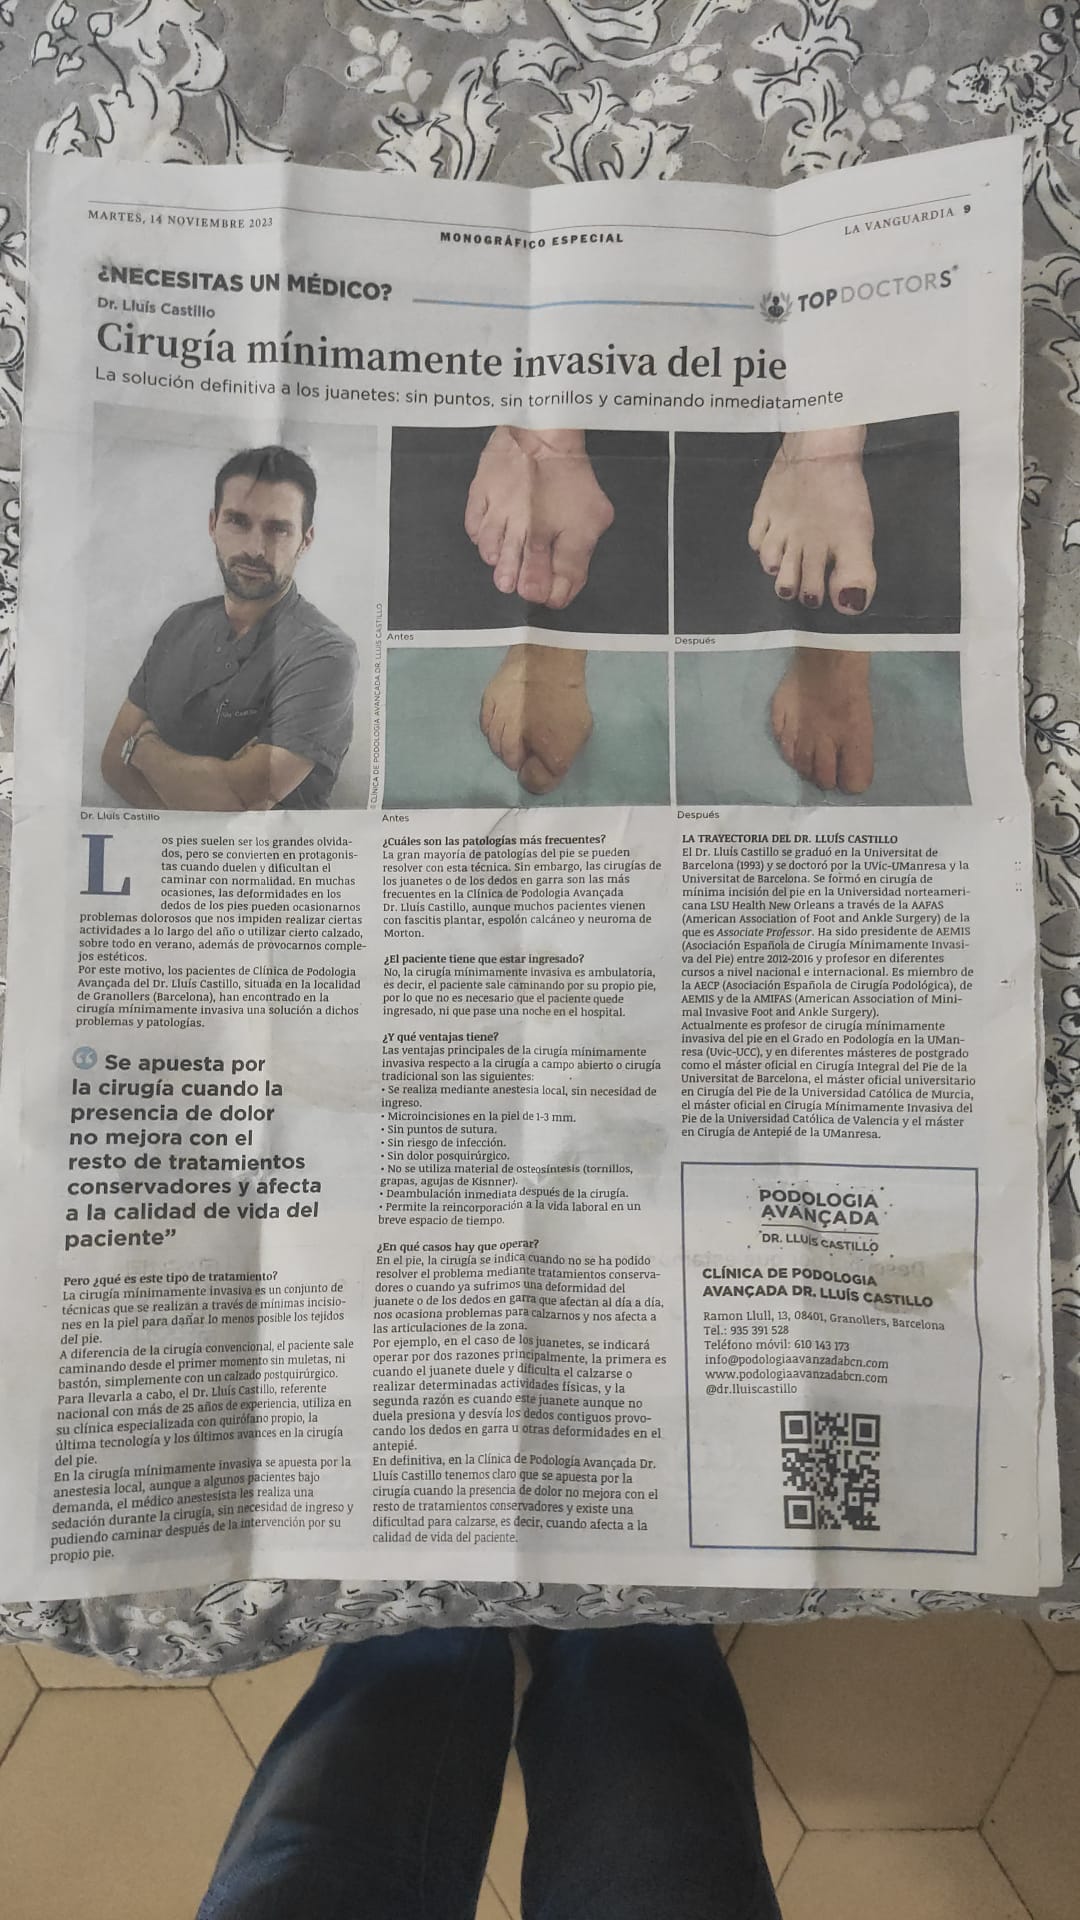 MARTES, 14 NOVIEMBRE 2023
MONOGRÁFICO ESPECIAL
LA VANGUARDIA 9
¿NECESITAS UN MÉDICO?
TOPDOCTORS®
Dr. Lluís Castillo
Cirugía mínimamente invasiva del pie
La solución definitiva a los juanetes: sin puntos, sin tornillos y caminando inmediatamente
© CLÍNICA DE PODOLOGIA AVANÇADA DR. LLUÍS CASTILLO
Antes
Después
Dr. Lluís Castillo
Antes
Después
Los pies suelen ser los grandes olvida-
dos, pero se convierten en protagonis-
tas cuando duelen y dificultan el
caminar con normalidad. En muchas
ocasiones, las deformidades en los
dedos de los pies pueden ocasionarnos
problemas dolorosos que nos impiden realizar ciertas
actividades a lo largo del año o utilizar cierto calzado,
sobre todo en verano, además de provocarnos comple-
jos estéticos.
Por este motivo, los pacientes de Clínica de Podologia
Avançada del Dr. Lluís Castillo, situada en la localidad
de Granollers (Barcelona), han encontrado en la
cirugía mínimamente invasiva una solución a dichos
problemas y patologías.
“ Se apuesta por
la cirugía cuando la
presencia de dolor
no mejora con el
resto de tratamientos
conservadores y afecta
a la calidad de vida del
paciente”
Pero ¿qué es este tipo de tratamiento?
La cirugía mínimamente invasiva es un conjunto de
técnicas que se realizan a través de mínimas incisio-
nes en la piel para dañar lo menos posible los tejidos
del pie.
A diferencia de la cirugía convencional, el paciente sale
caminando desde el primer momento sin muletas, ni
bastón, simplemente con un calzado postquirúrgico.
Para llevarla a cabo, el Dr. Lluís Castillo, referente
nacional con más de 25 años de experiencia, utiliza en
su clínica especializada con quirófano propio, la
última tecnología y los últimos avances en la cirugía
del pie.
En la cirugía mínimamente invasiva se apuesta por la
anestesia local, aunque a algunos pacientes bajo
demanda, el médico anestesista les realiza una
sedación durante la cirugía, sin necesidad de ingreso y
pudiendo caminar después de la intervención por su
propio pie.
¿Cuáles son las patologías más frecuentes?
La gran mayoría de patologías del pie se pueden
resolver con esta técnica. Sin embargo, las cirugías de
los juanetes o de los dedos en garra son las más
frecuentes en la Clínica de Podologia Avançada
Dr. Lluís Castillo, aunque muchos pacientes vienen
con fascitis plantar, espolón calcáneo y neuroma de
Morton.
¿El paciente tiene que estar ingresado?
No, la cirugía mínimamente invasiva es ambulatoria,
es decir, el paciente sale caminando por su propio pie,
por lo que no es necesario que el paciente quede
ingresado, ni que pase una noche en el hospital.
¿Y qué ventajas tiene?
Las ventajas principales de la cirugía mínimamente
invasiva respecto a la cirugía a campo abierto o cirugía
tradicional son las siguientes:
• Se realiza mediante anestesia local, sin necesidad de
ingreso.
• Microincisiones en la piel de 1-3 mm.
• Sin puntos de sutura.
• Sin riesgo de infección.
• Sin dolor posquirúrgico.
• No se utiliza material de osteosíntesis (tornillos,
grapas, agujas de Kisnner).
• Deambulación inmediata después de la cirugía.
• Permite la reincorporación a la vida laboral en un
breve espacio de tiempo.
¿En qué casos hay que operar?
En el pie, la cirugía se indica cuando no se ha podido
resolver el problema mediante tratamientos conserva-
dores o cuando ya sufrimos una deformidad del
juanete o de los dedos en garra que afectan al día a día,
nos ocasiona problemas para calzarnos y nos afecta a
las articulaciones de la zona.
Por ejemplo, en el caso de los juanetes, se indicará
operar por dos razones principalmente, la primera es
cuando el juanete duele y dificulta el calzarse o
realizar determinadas actividades físicas, y la
segunda razón es cuando este juanete aunque no
duela presiona y desvía los dedos contiguos provo-
cando los dedos en garra u otras deformidades en el
antepié.
En definitiva, en la Clínica de Podologia Avançada Dr.
Lluís Castillo tenemos claro que se apuesta por la
cirugía cuando la presencia de dolor no mejora con el
resto de tratamientos conservadores y existe una
dificultad para calzarse, es decir, cuando afecta a la
calidad de vida del paciente.
LA TRAYECTORIA DEL DR. LLUÍS CASTILLO
El Dr. Lluís Castillo se graduó en la Universitat de
Barcelona (1993) y se doctoró por la UVic-UManresa y la
Universitat de Barcelona. Se formó en cirugía de
mínima incisión del pie en la Universidad norteameri-
cana LSU Health New Orleans a través de la AAFAS
(American Association of Foot and Ankle Surgery) de la
que es Associate Professor. Ha sido presidente de AEMIS
(Asociación Española de Cirugía Mínimamente Invasi-
va del Pie) entre 2012-2016 y profesor en diferentes
cursos a nivel nacional e internacional. Es miembro de
la AECP (Asociación Española de Cirugía Podológica), de
AEMIS y de la AMIFAS (American Association of Mini-
mal Invasive Foot and Ankle Surgery).
Actualmente es profesor de cirugía mínimamente
invasiva del pie en el Grado en Podología en la UMan-
resa (Uvic-UCC), y en diferentes másteres de postgrado
como el máster oficial en Cirugía Integral del Pie de la
Universitat de Barcelona, el máster oficial universitario
en Cirugía del Pie de la Universidad Católica de Murcia,
el máster oficial en Cirugía Mínimamente Invasiva del
Pie de la Universidad Católica de Valencia y el máster
en Cirugía de Antepié de la UManresa.
PODOLOGIA
AVANÇADA
DR. LLUÍS CASTILLO
CLÍNICA DE PODOLOGIA
AVANÇADA DR. LLUÍS CASTILLO
Ramon Llull, 13, 08401, Granollers, Barcelona
Tel.: 935 391 528
Teléfono móvil: 610 143 173
info@podologiaavanzadabcn.com
www.podologiaavanzadabcn.com
@dr.lluiscastillo